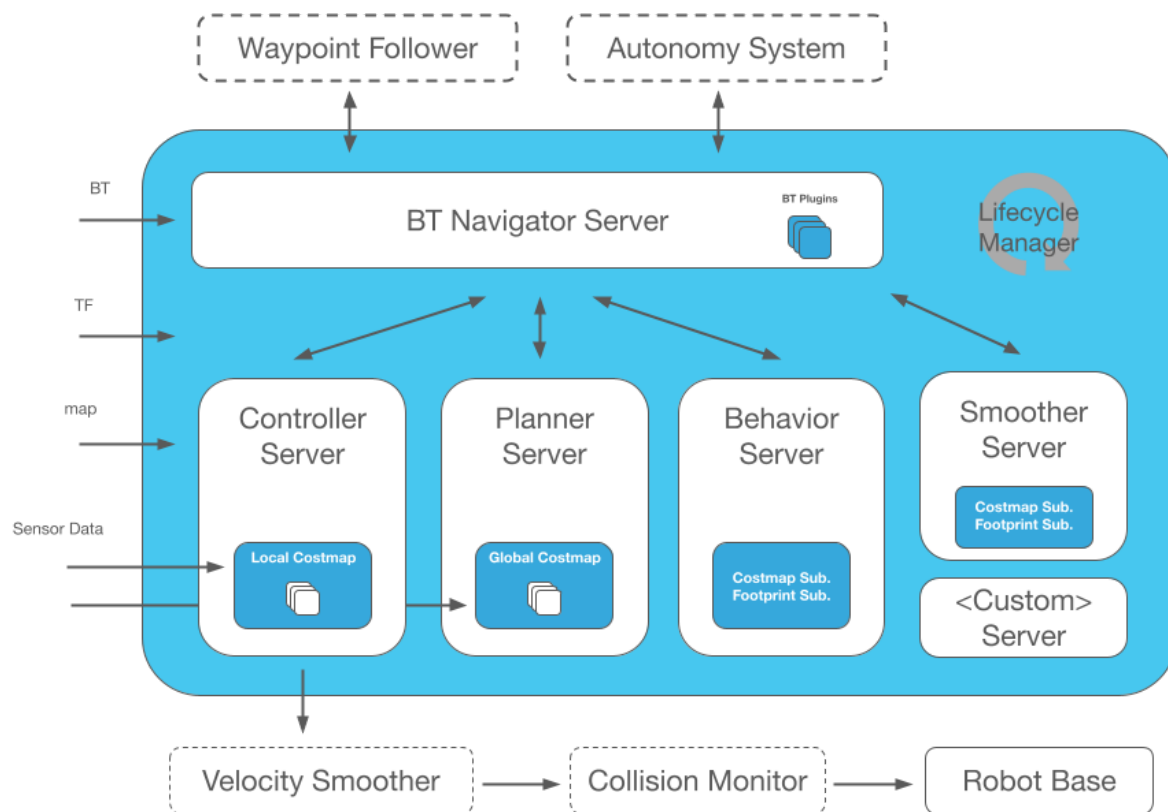 Waypoint Follower
Autonomy System
BT
BT Plugins
BT Navigator Server
Lifecycle
Manager
TF
map
Controller
Server
Planner
Server
Behavior
Server
Smoother
Server
Costmap Sub.
Footprint Sub.
Sensor Data
Local Costmap
Global Costmap
Costmap Sub.
Footprint Sub.
<Custom>
Server
Velocity Smoother
Collision Monitor
Robot Base